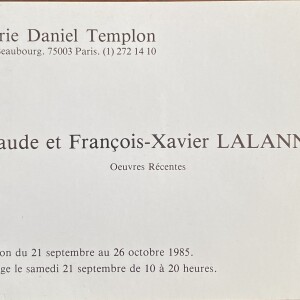 rie Daniel Templon
eaubourg. 75003 Paris. (1) 272 14 10
aude et François-Xavier LALANN
Oeuvres Récentes
on du 21 septembre au 26 octobre 1985.
ge le samedi 21 septembre de 10 à 20 heures.